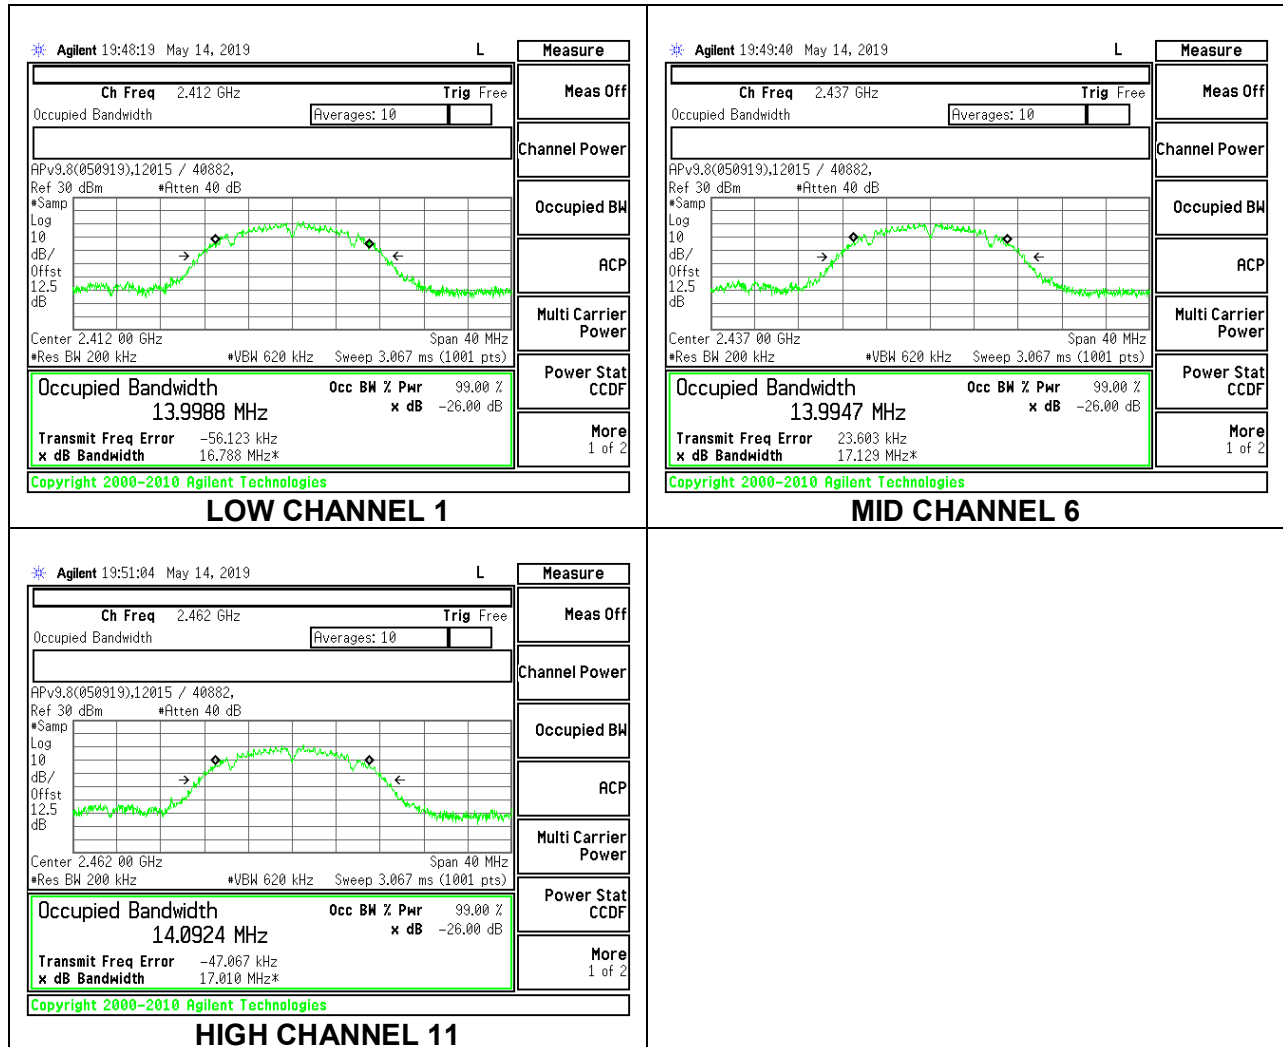 Agilent 19:48:19 May 14, 2019 L Measure
Ch Freq 2.412 GHz Trig Free
Meas Off
Occupied Bandwidth Averages: 10
Channel Power
APv9.8(050919),12015 / 40882,
Ref 30 dBm #Atten 40 dB
#Samp
Log
10
dB/
Offst
12.5
dB
Occupied BW
ACP
Multi Carrier
Power
Center 2.412 00 GHz Span 40 MHz
#Res BW 200 kHz #VBW 620 kHz Sweep 3.067 ms (1001 pts)
Power Stat
CCDF
Occupied Bandwidth Occ BW % Pwr 99.00 %
13.9988 MHz x dB -26.00 dB
Transmit Freq Error -56.123 kHz
x dB Bandwidth 16.788 MHz*
More
1 of 2
Copyright 2000-2010 Agilent Technologies
LOW CHANNEL 1
Agilent 19:49:40 May 14, 2019 L Measure
Ch Freq 2.437 GHz Trig Free
Meas Off
Occupied Bandwidth Averages: 10
Channel Power
APv9.8(050919),12015 / 40882,
Ref 30 dBm #Atten 40 dB
#Samp
Log
10
dB/
Offst
12.5
dB
Occupied BW
ACP
Multi Carrier
Power
Center 2.437 00 GHz Span 40 MHz
#Res BW 200 kHz #VBW 620 kHz Sweep 3.067 ms (1001 pts)
Power Stat
CCDF
Occupied Bandwidth Occ BW % Pwr 99.00 %
13.9947 MHz x dB -26.00 dB
Transmit Freq Error 23.603 kHz
x dB Bandwidth 17.129 MHz*
More
1 of 2
Copyright 2000-2010 Agilent Technologies
MID CHANNEL 6
Agilent 19:51:04 May 14, 2019 L Measure
Ch Freq 2.462 GHz Trig Free
Meas Off
Occupied Bandwidth Averages: 10
Channel Power
APv9.8(050919),12015 / 40882,
Ref 30 dBm #Atten 40 dB
#Samp
Log
10
dB/
Offst
12.5
dB
Occupied BW
ACP
Multi Carrier
Power
Center 2.462 00 GHz Span 40 MHz
#Res BW 200 kHz #VBW 620 kHz Sweep 3.067 ms (1001 pts)
Power Stat
CCDF
Occupied Bandwidth Occ BW % Pwr 99.00 %
14.0924 MHz x dB -26.00 dB
Transmit Freq Error -47.067 kHz
x dB Bandwidth 17.010 MHz*
More
1 of 2
Copyright 2000-2010 Agilent Technologies
HIGH CHANNEL 11